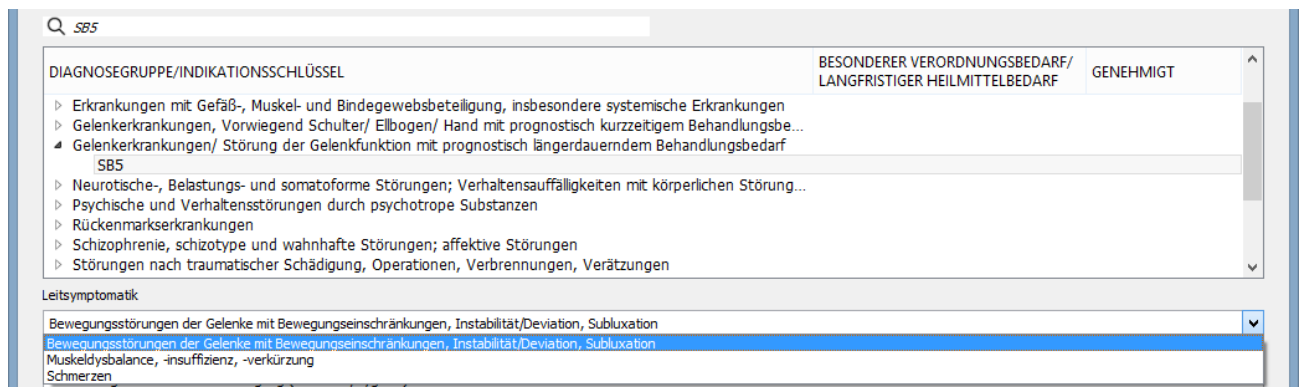 SB5
DIAGNOSEGRUPPE/INDIKATIONSSCHLÜSSEL
BESONDERER VERORDNUNGSBEDARF/
LANGFRISTIGER HEILMITTELBEDARF
GENEHMIGT
Erkrankungen mit Gefäß-, Muskel- und Bindegewebsbeteiligung, insbesondere systemische Erkrankungen
Gelenkerkrankungen, Vorwiegend Schulter/ Ellbogen/ Hand mit prognostisch kurzzeitigem Behandlungsbe...
Gelenkerkrankungen/ Störung der Gelenkfunktion mit prognostisch längerdauerndem Behandlungsbedarf
SB5
Neurotische-, Belastungs- und somatoforme Störungen; Verhaltensauffälligkeiten mit körperlichen Störung...
Psychische und Verhaltensstörungen durch psychotrope Substanzen
Rückenmarkserkrankungen
Schizophrenie, schizotype und wahnhafte Störungen; affektive Störungen
Störungen nach traumatischer Schädigung, Operationen, Verbrennungen, Verätzungen
Leitsymptomatik
Bewegungsstörungen der Gelenke mit Bewegungseinschränkungen, Instabilität/Deviation, Subluxation
Bewegungsstörungen der Gelenke mit Bewegungseinschränkungen, Instabilität/Deviation, Subluxation
Muskeldysbalance, -insuffizienz, -verkürzung
Schmerzen